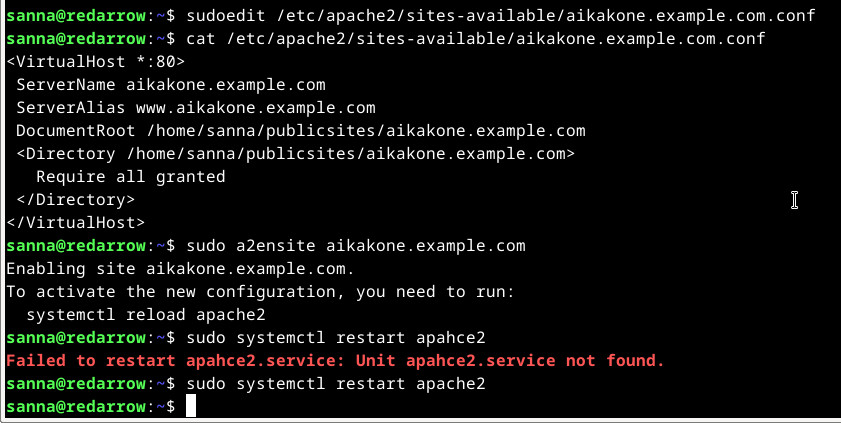 sanna@redarrow:~$ sudoedit /etc/apache2/sites-available/aikakone.example.com.conf
sanna@redarrow:~$ cat /etc/apache2/sites-available/aikakone.example.com.conf
<VirtualHost *:80>
 ServerName aikakone.example.com
 ServerAlias www.aikakone.example.com
 DocumentRoot /home/sanna/publicsites/aikakone.example.com
 <Directory /home/sanna/publicsites/aikakone.example.com>
   Require all granted
 </Directory>
</VirtualHost>
sanna@redarrow:~$ sudo a2ensite aikakone.example.com
Enabling site aikakone.example.com.
To activate the new configuration, you need to run:
  systemctl reload apache2
sanna@redarrow:~$ sudo systemctl restart apahce2
Failed to restart apahce2.service: Unit apahce2.service not found.
sanna@redarrow:~$ sudo systemctl restart apache2
sanna@redarrow:~$